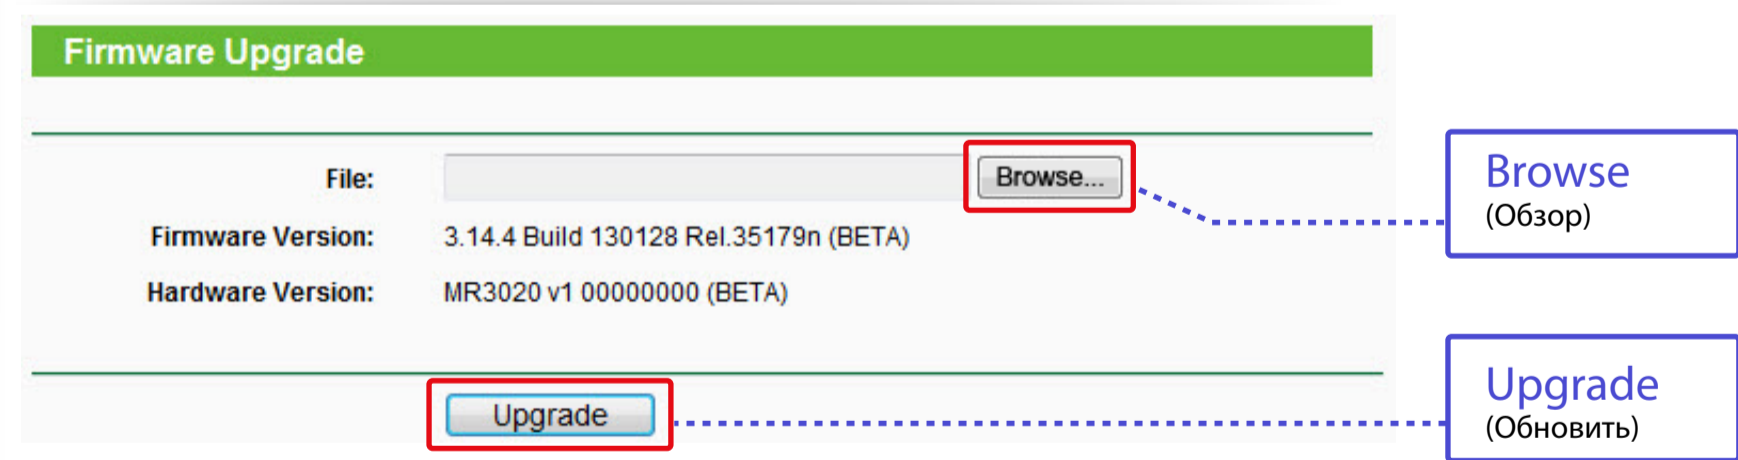 Firmware Upgrade
File:
Browse...
Firmware Version:
3.14.4 Build 130128 Rel.35179n (BETA)
Hardware Version:
MR3020 v1 00000000 (BETA)
Upgrade
Browse
(Обзор)
Upgrade
(Обновить)